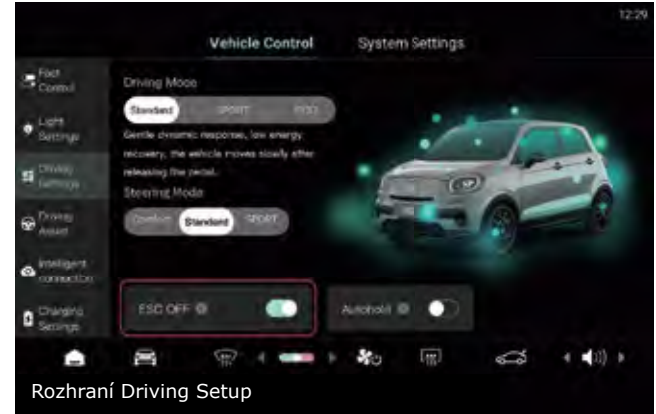 12:29
Vehicle Control System Settings
Fast
Control
Light
Settings
Driving
Settings
Driving
Assist
Intelligent
connection
Charging
Settings
Driving Mode
Standard SPORT
Gentle dynamic response, low energy
recovery, the vehicle moves slowly after
releasing the pedal.
Steering Mode
Comfort Standard SPORT
ESC OFF
Autohold
Rozhraní Driving Setup